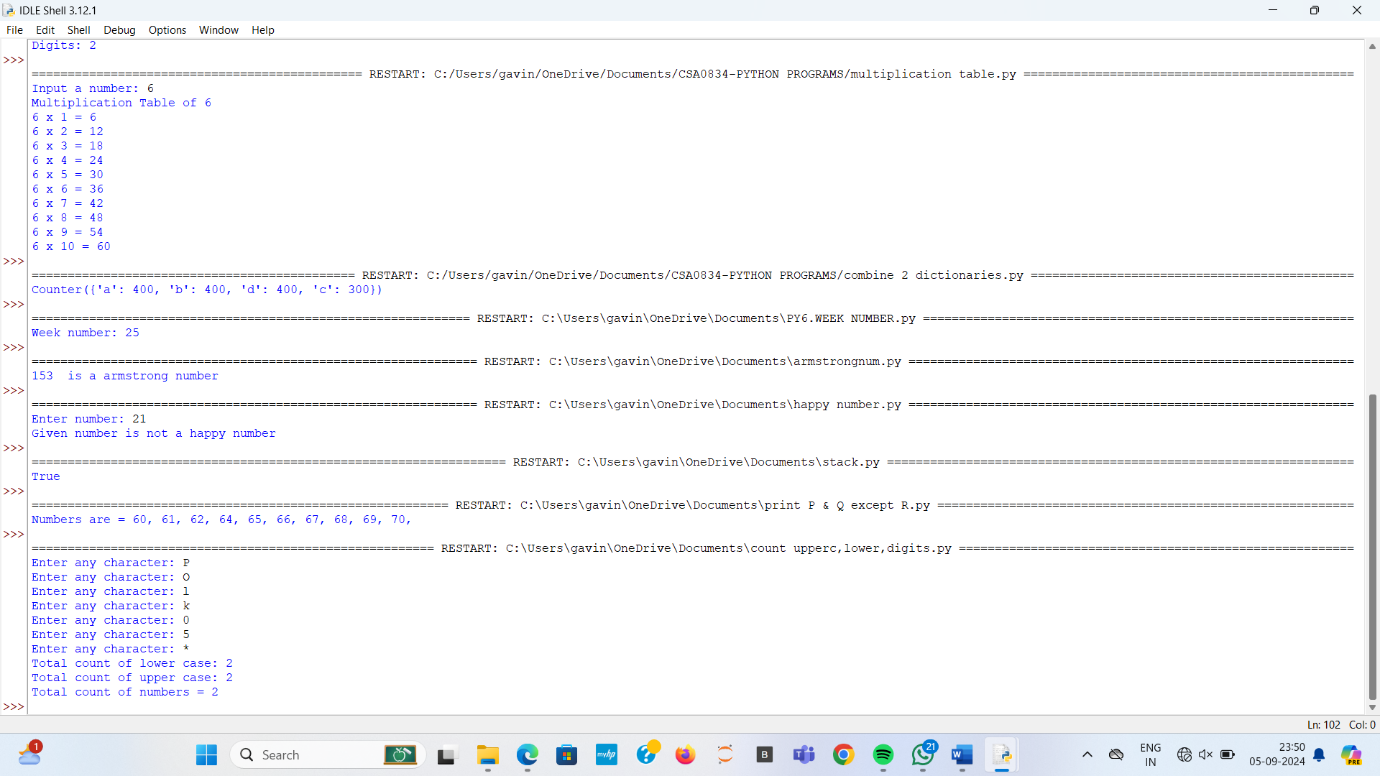 IDLE Shell 3.12.1
File Edit Shell Debug Options Window Help
Digits: 2
>>>
============================================== RESTART: C:/Users/gavin/OneDrive/Documents/CSA0834-PYTHON PROGRAMS/multiplication table.py ==============================================
Input a number: 6
Multiplication Table of 6
6 x 1 = 6
6 x 2 = 12
6 x 3 = 18
6 x 4 = 24
6 x 5 = 30
6 x 6 = 36
6 x 7 = 42
6 x 8 = 48
6 x 9 = 54
6 x 10 = 60
>>>
============================================= RESTART: C:/Users/gavin/OneDrive/Documents/CSA0834-PYTHON PROGRAMS/combine 2 dictionaries.py =============================================
Counter({'a': 400, 'b': 400, 'd': 400, 'c': 300})
>>>
============================================================= RESTART: C:\Users\gavin\OneDrive\Documents\PY6.WEEK NUMBER.py ============================================================
Week number: 25
>>>
============================================================== RESTART: C:\Users\gavin\OneDrive\Documents\armstrongnum.py ==============================================================
153  is a armstrong number
>>>
============================================================== RESTART: C:\Users\gavin\OneDrive\Documents\happy number.py ==============================================================
Enter number: 21
Given number is not a happy number
>>>
================================================================== RESTART: C:\Users\gavin\OneDrive\Documents\stack.py =================================================================
True
>>>
========================================================== RESTART: C:\Users\gavin\OneDrive\Documents\print P & Q except R.py ==========================================================
Numbers are = 60, 61, 62, 64, 65, 66, 67, 68, 69, 70,
>>>
======================================================== RESTART: C:\Users\gavin\OneDrive\Documents\count upperc,lower,digits.py =======================================================
Enter any character: P
Enter any character: O
Enter any character: l
Enter any character: k
Enter any character: 0
Enter any character: 5
Enter any character: *
Total count of lower case: 2
Total count of upper case: 2
Total count of numbers = 2
>>>
Ln: 102 Col: 0
1
Search
myhp
B
21
W
ENG
IN
23:50
05-09-2024
PRE